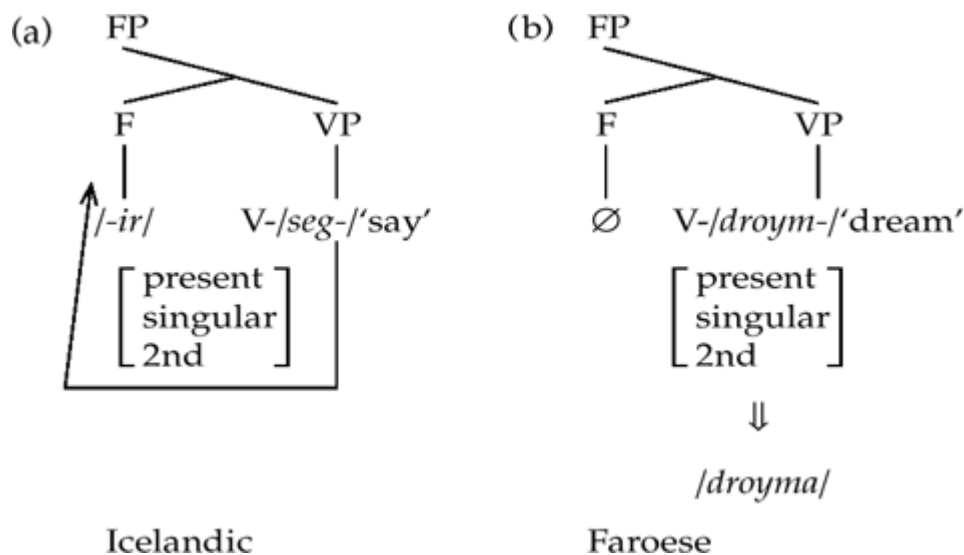 (a) FP (b) FP
F VP F VP
/-ir/ V-/seg-/‘say’ ∅ V-/droym-/‘dream’
present present
singular singular
2nd 2nd
⇓
/droyma/
Icelandic Faroese